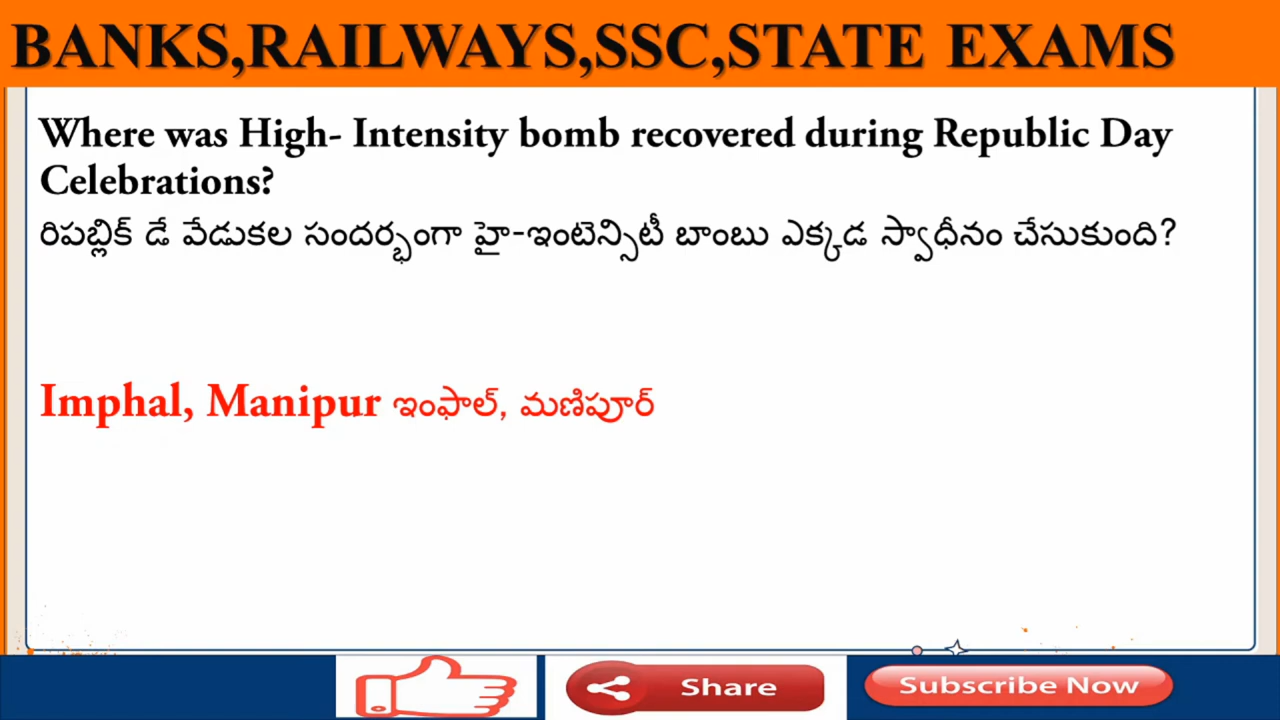 BANKS,RAILWAYS,SSC,STATE EXAMS
Where was High- Intensity bomb recovered during Republic Day
Celebrations?
రిపబ్లిక్ డే వేడుకల సందర్భంగా హై-ఇంటెన్సిటీ బాంబు ఎక్కడ స్వాధీనం చేసుకుంది?
Imphal, Manipur ఇంఫాల్, మణిపూర్
Share
Subscribe Now